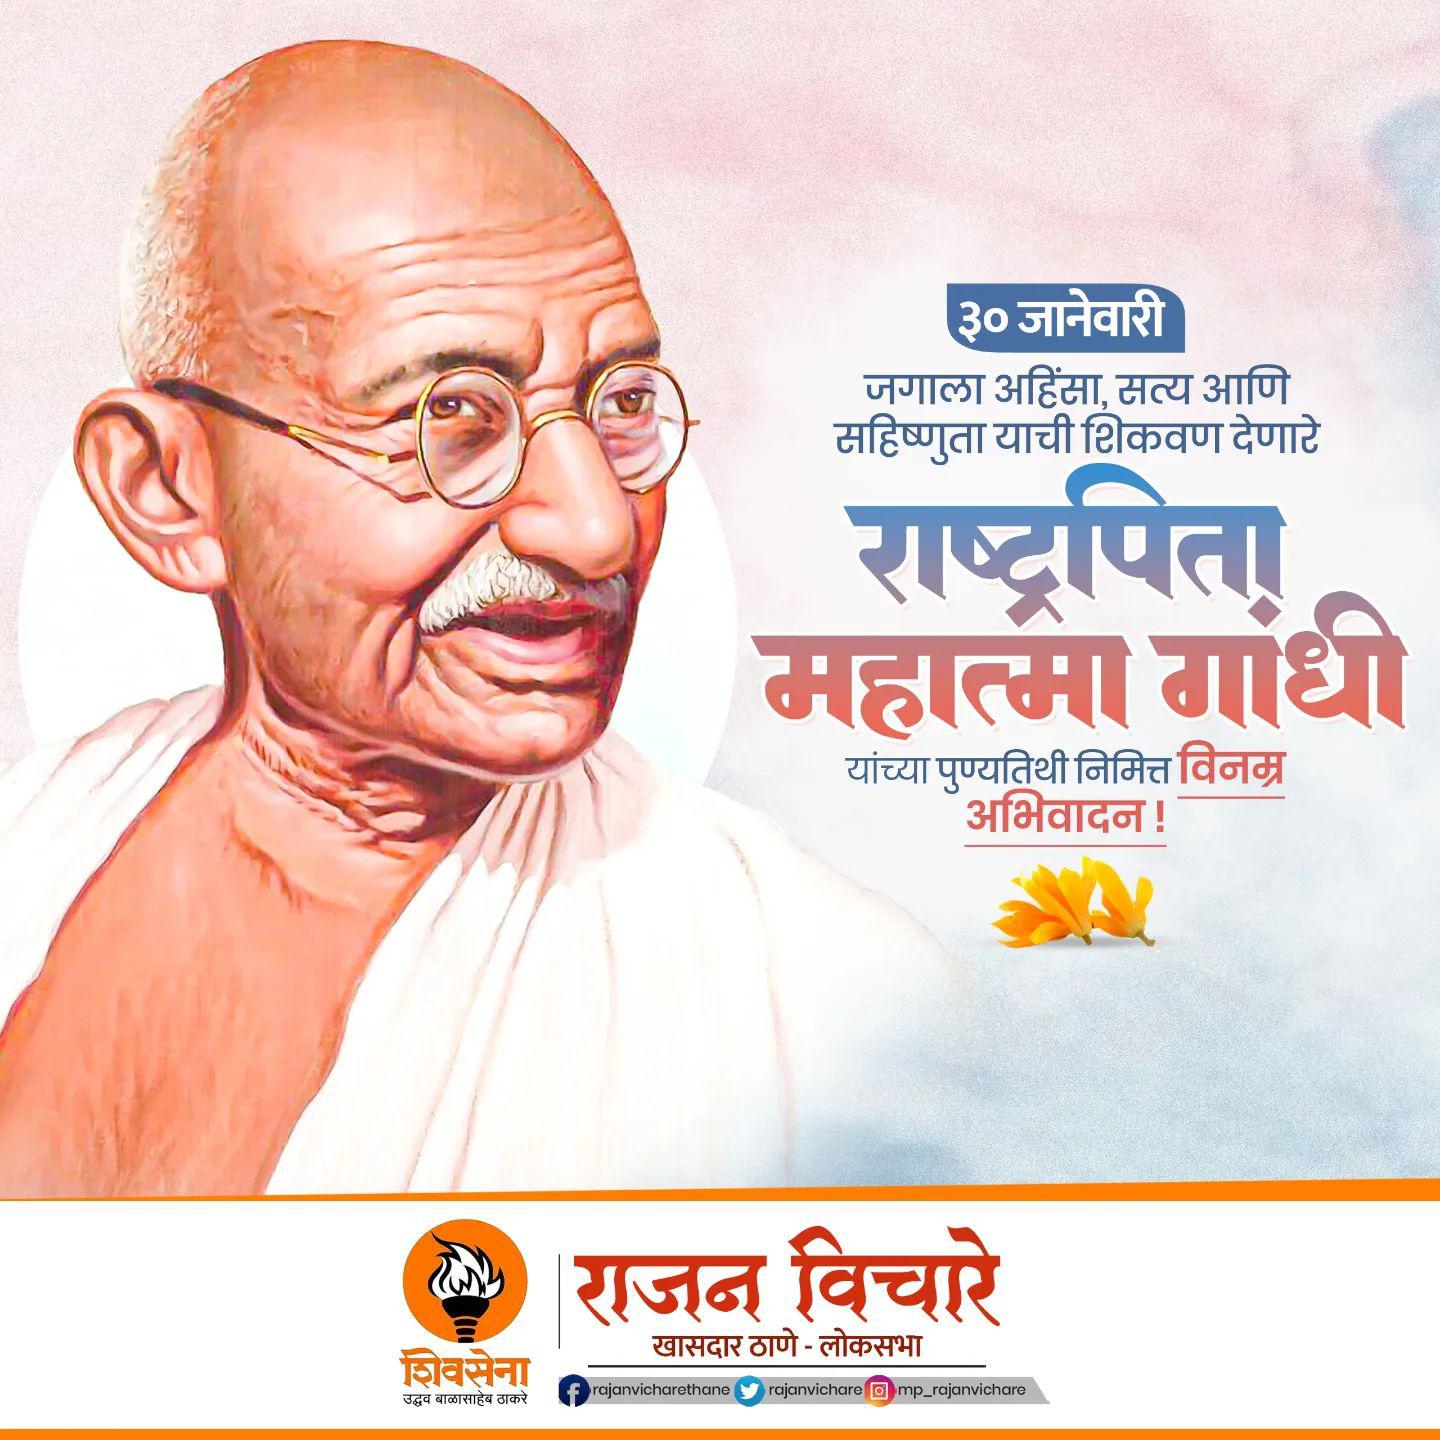 ३० जानेवारी
जगाला अहिंसा, सत्य आणि
सहिष्णुता याची शिकवण देणारे
राष्ट्रपिता
महात्मा गांधी
यांच्या पुण्यतिथी निमित्त विनम्र
अभिवादन !
शिवसेना
उद्धव बाळासाहेब ठाकरे
राजन विचारे
खासदार ठाणे - लोकसभा
rajanvicharethane rajanvichare mp_rajanvichare